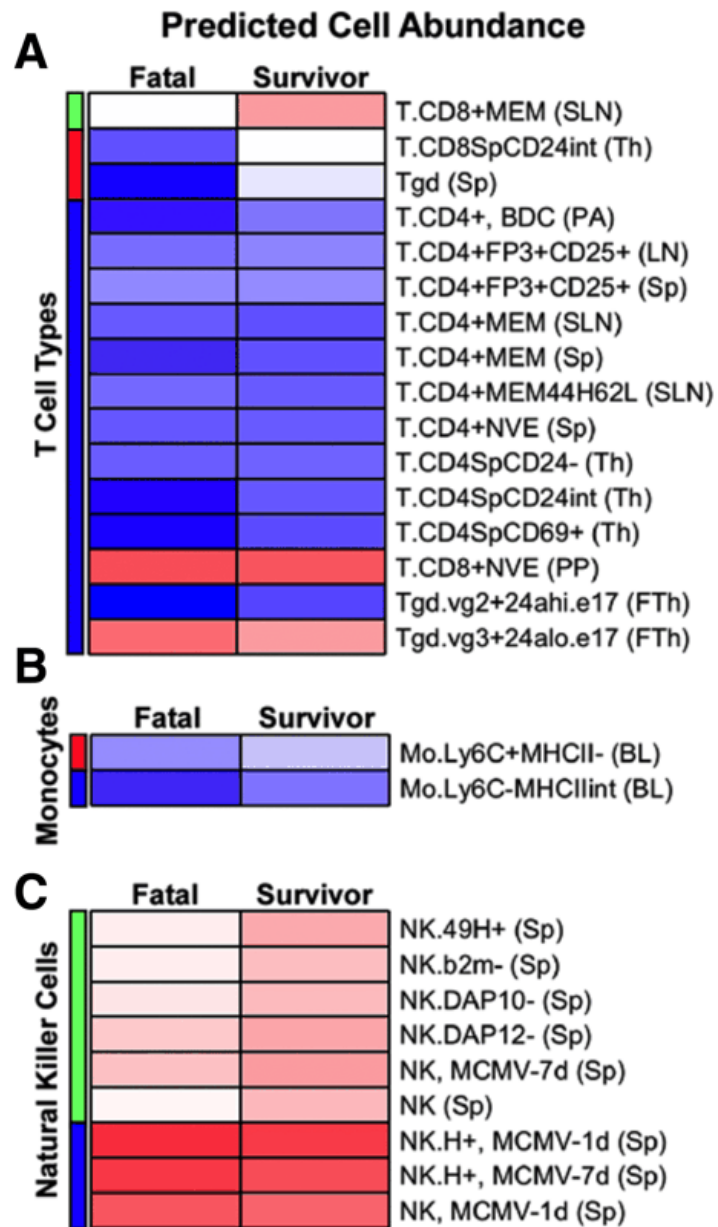 Predicted Cell Abundance
A
Fatal Survivor
T Cell Types
T.CD8+MEM (SLN)
T.CD8SpCD24int (Th)
Tgd (Sp)
T.CD4+, BDC (PA)
T.CD4+FP3+CD25+ (LN)
T.CD4+FP3+CD25+ (Sp)
T.CD4+MEM (SLN)
T.CD4+MEM (Sp)
T.CD4+MEM44H62L (SLN)
T.CD4+NVE (Sp)
T.CD4SpCD24- (Th)
T.CD4SpCD24int (Th)
T.CD4SpCD69+ (Th)
T.CD8+NVE (PP)
Tgd.vg2+24ahi.e17 (FTh)
Tgd.vg3+24alo.e17 (FTh)
B
Fatal Survivor
Monocytes
Mo.Ly6C+MHCII- (BL)
Mo.Ly6C-MHCIIint (BL)
C
Fatal Survivor
Natural Killer Cells
NK.49H+ (Sp)
NK.b2m- (Sp)
NK.DAP10- (Sp)
NK.DAP12- (Sp)
NK, MCMV-7d (Sp)
NK (Sp)
NK.H+, MCMV-1d (Sp)
NK.H+, MCMV-7d (Sp)
NK, MCMV-1d (Sp)